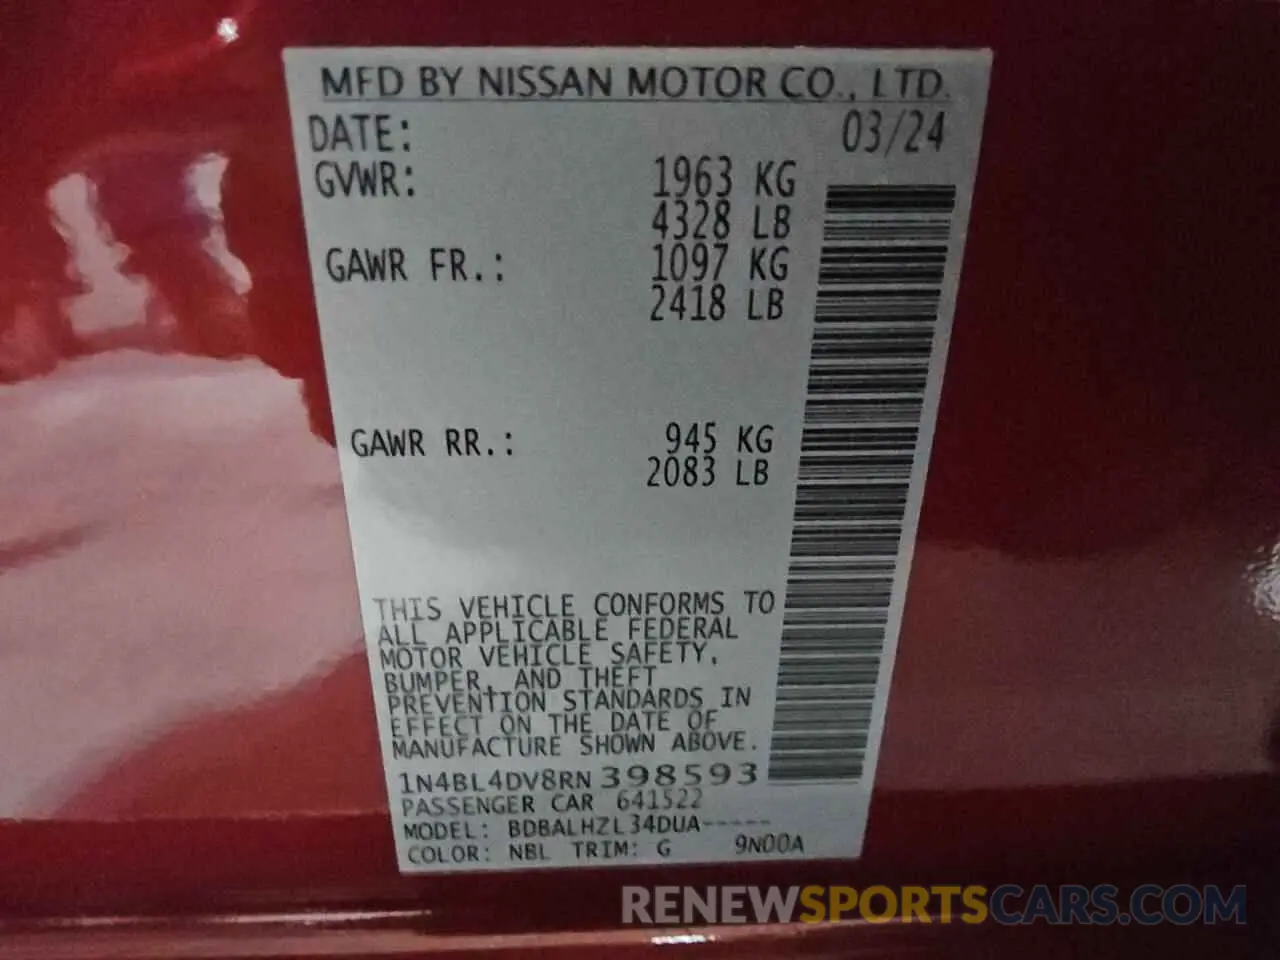 MFD BY NISSAN MOTOR CO., LTD.
DATE: 03/24
GVWR: 1963 KG
4328 LB
GAWR FR.: 1097 KG
2418 LB
GAWR RR.: 945 KG
2083 LB
THIS VEHICLE CONFORMS TO
ALL APPLICABLE FEDERAL
MOTOR VEHICLE SAFETY,
BUMPER, AND THEFT
PREVENTION STANDARDS IN
EFFECT ON THE DATE OF
MANUFACTURE SHOWN ABOVE.
1N4BL4DV8RN398593
PASSENGER CAR 641522
MODEL: BDBALHZL34DUA-----
COLOR: NBL TRIM: G 9N00A
RENEWSPORTSCARS.COM